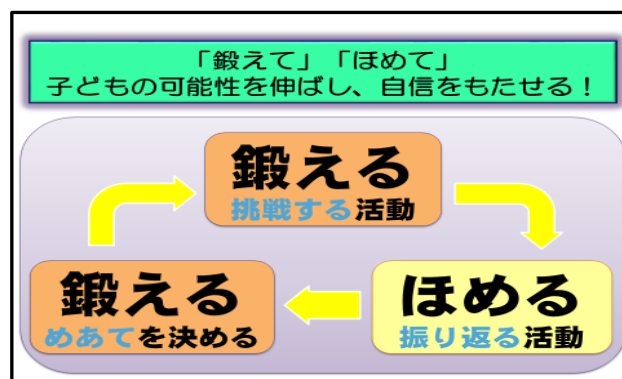 「鍛えて」「ほめて」
子どもの可能性を伸ばし、自信をもたせる！
鍛える
挑戦する活動
鍛える
めあてを決める
ほめる
振り返る活動